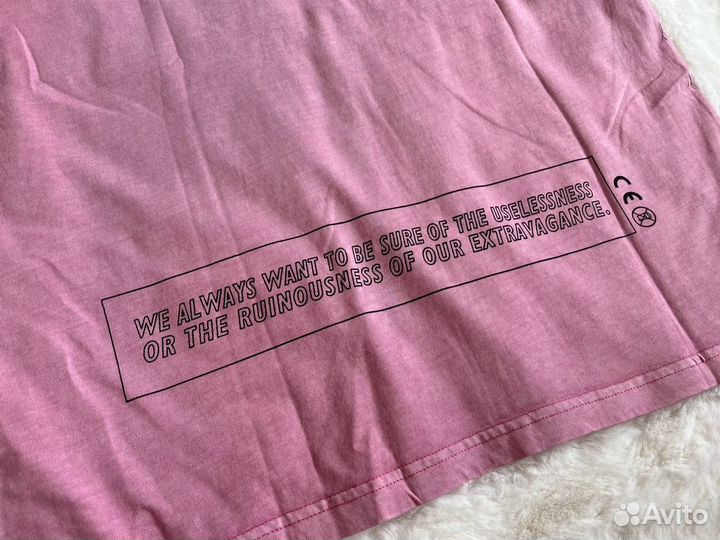 WE ALWAYS WANT TO BE SURE OF THE USELESSNESS
OR THE RUINOUSNESS OF OUR EXTRAVAGANCE.
CE
Avito